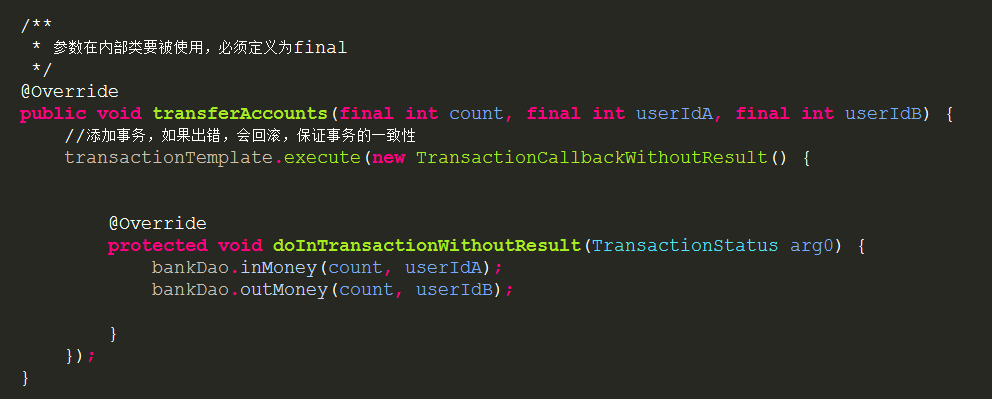 /**
 * 参数在内部类要被使用，必须定义为final
 */
@Override
public void transferAccounts(final int count, final int userIdA, final int userIdB) {
    //添加事务，如果出错，会回滚，保证事务的一致性
    transactionTemplate.execute(new TransactionCallbackWithoutResult() {
        @Override
        protected void doInTransactionWithoutResult(TransactionStatus arg0) {
            bankDao.inMoney(count, userIdA);
            bankDao.outMoney(count, userIdB);
        }
    });
}